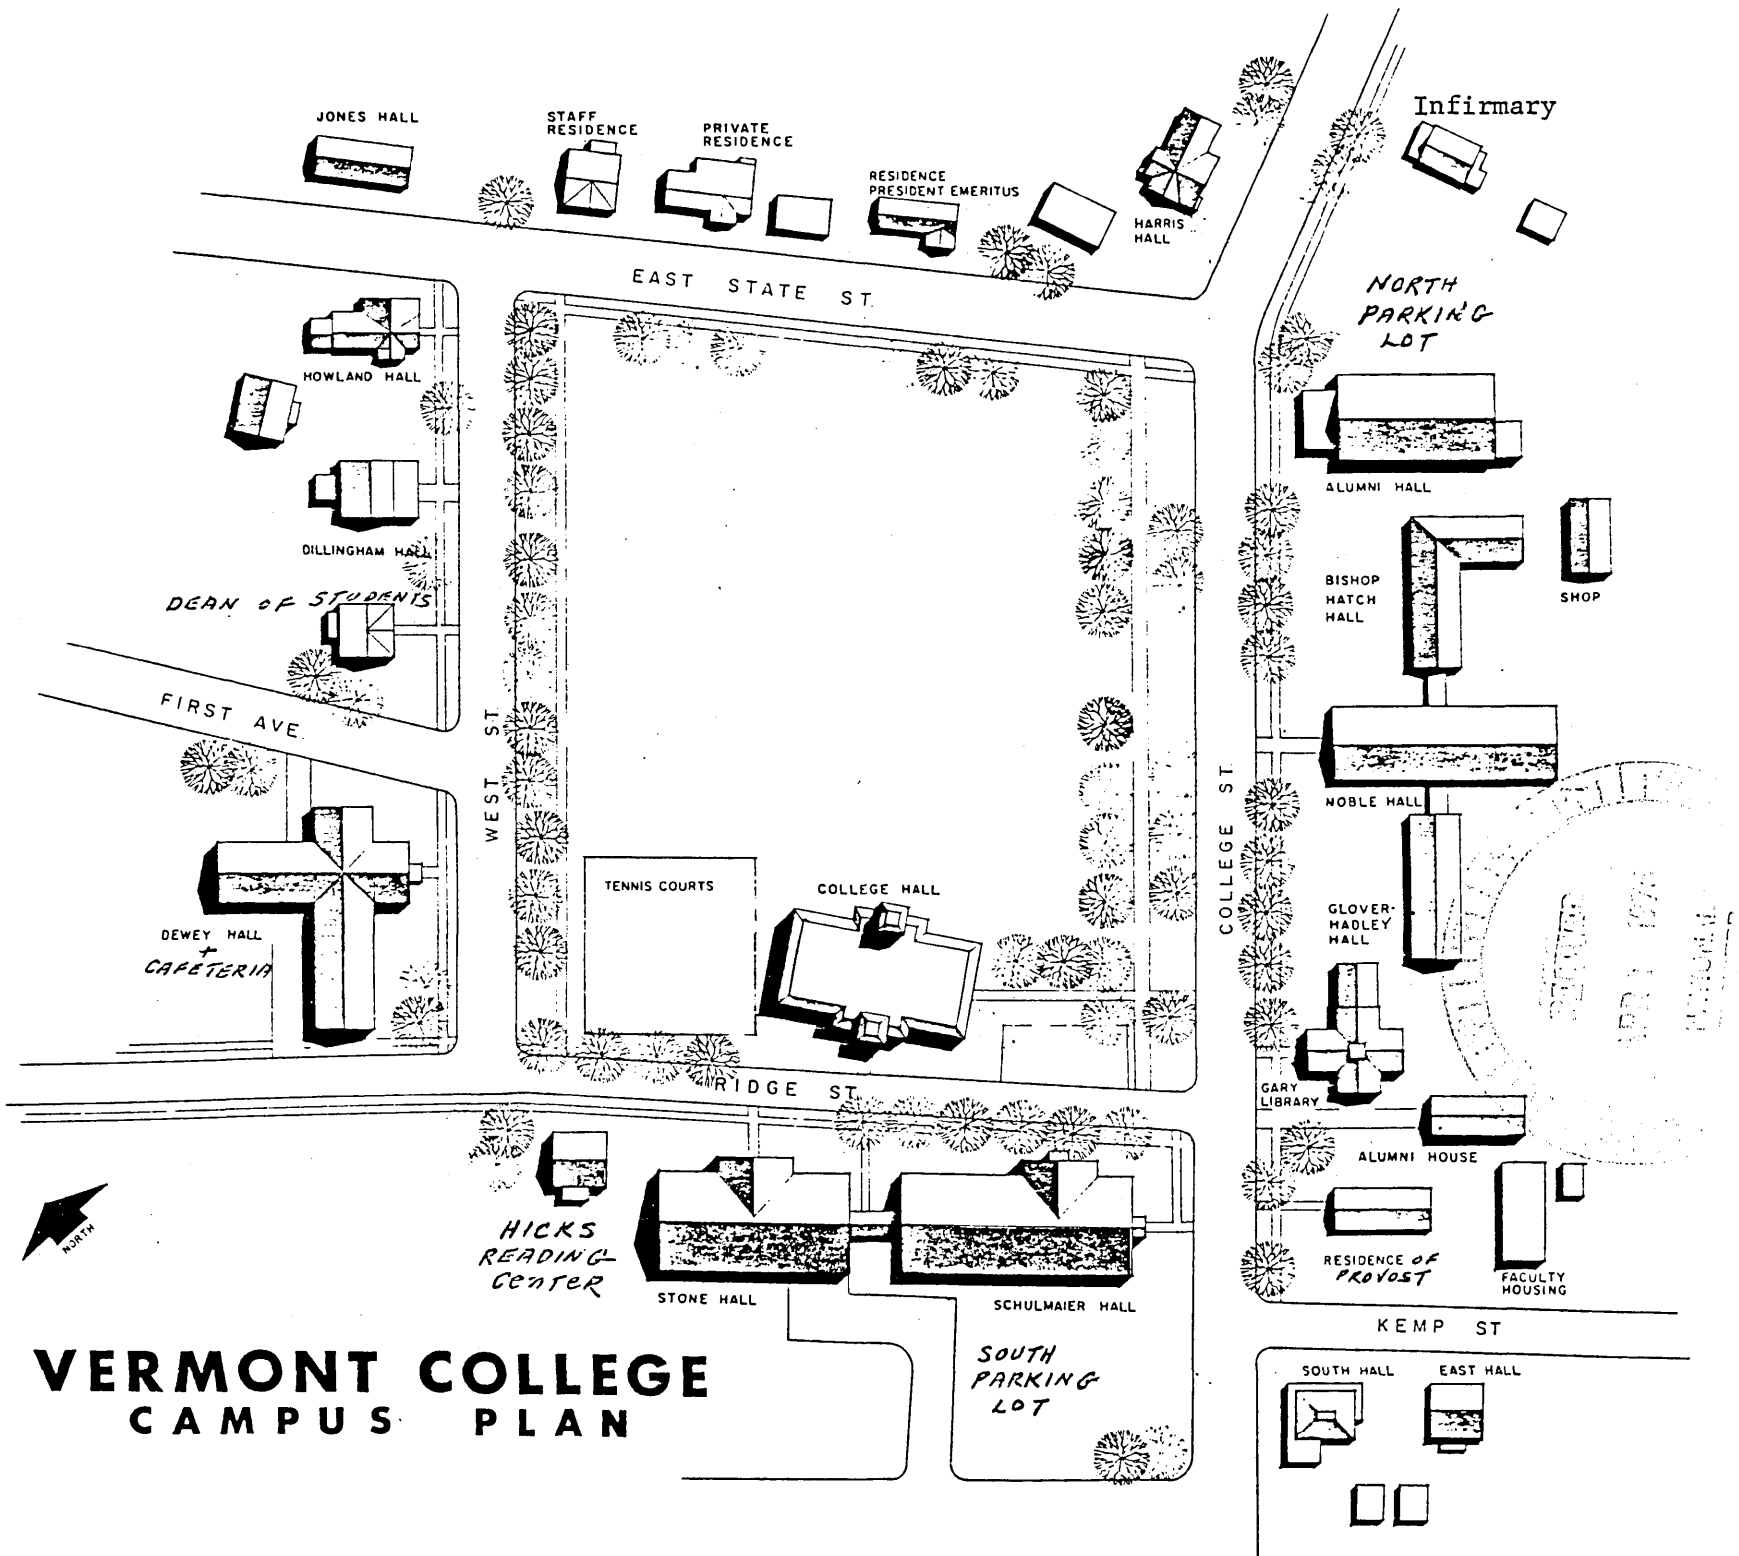 Infirmary
JONES HALL
STAFF
RESIDENCE
PRIVATE
RESIDENCE
RESIDENCE
PRESIDENT EMERITUS
HARRIS
HALL
EAST STATE ST.
NORTH
PARKING
LOT
HOWLAND HALL
ALUMNI HALL
DILLINGHAM HALL
DEAN OF STUDENTS
BISHOP
HATCH
HALL
SHOP
FIRST AVE.
WEST ST
COLLEGE ST
NOBLE HALL
TENNIS COURTS
COLLEGE HALL
GLOVER-
HADLEY
HALL
DEWEY HALL
+
CAFETERIA
GARY
LIBRARY
RIDGE ST.
ALUMNI HOUSE
NORTH
HICKS
READING
CENTER
STONE HALL
SCHULMAIER HALL
RESIDENCE OF
PROVOST
FACULTY
HOUSING
KEMP ST
SOUTH
PARKING
LOT
SOUTH HALL
EAST HALL
VERMONT COLLEGE
CAMPUS PLAN